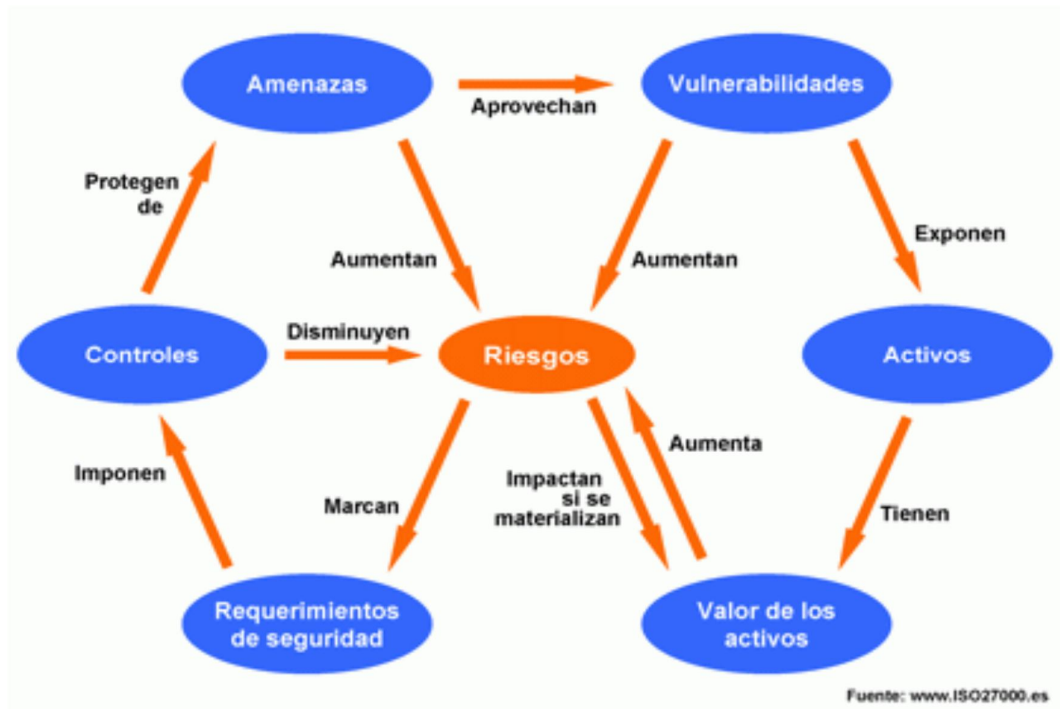 Amenazas
Aprovechan
Vulnerabilidades
Protegen
de
Aumentan
Aumentan
Exponen
Controles
Disminuyen
Riesgos
Activos
Imponen
Marcan
Impactan
si se
materializan
Aumenta
Tienen
Requerimientos
de seguridad
Valor de los
activos
Fuente: www.ISO27000.es